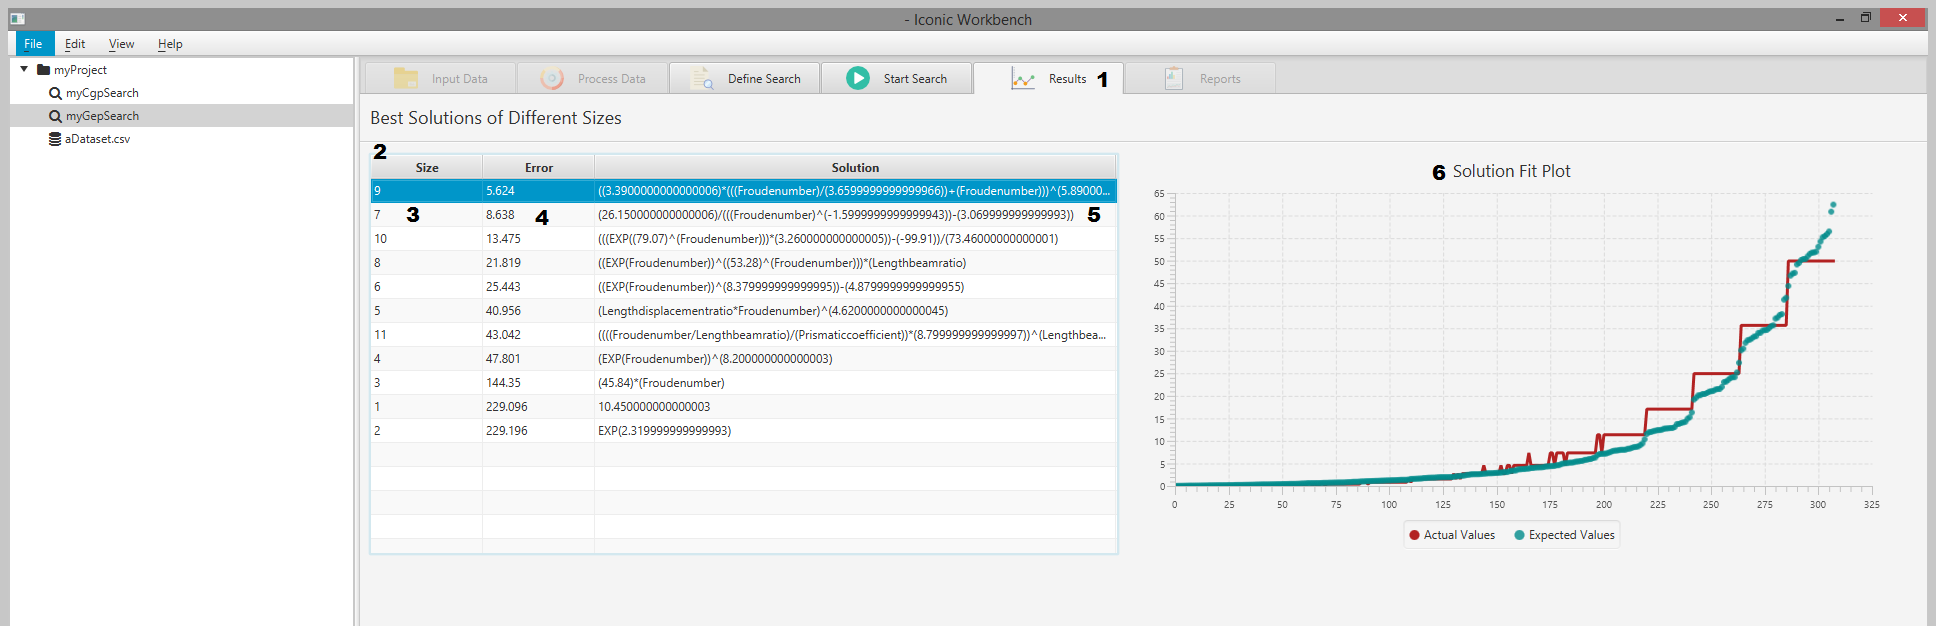 - Iconic Workbench
File Edit View Help
myProject
myCgpSearch
myGepSearch
aDataset.csv
Input Data Process Data Define Search Start Search Results 1 Reports
Best Solutions of Different Sizes
2
Size Error Solution
9 5.624 ((3.3900000000000006)*(((Froudenumber)/(3.6599999999999966))+(Froudenumber)))^(5.89000...
7 3 8.638 4 (26.150000000000006)/(((Froudenumber)^(-1.5999999999999943))-(3.069999999999993)) 5
10 13.475 (((EXP((79.07)^(Froudenumber)))*(3.260000000000005))-(-99.91))/(73.46000000000001)
8 21.819 ((EXP(Froudenumber))^((53.28)^(Froudenumber)))*(Lengthbeamratio)
6 25.443 ((EXP(Froudenumber))^(8.379999999999995))-(4.8799999999999955)
5 40.956 (Lengthdisplacementratio*Froudenumber)^(4.6200000000000045)
11 43.042 ((((Froudenumber/Lengthbeamratio)/(Prismaticcoefficient))*(8.799999999999997))^(Lengthbea...
4 47.801 (EXP(Froudenumber))^(8.200000000000003)
3 144.35 (45.84)*(Froudenumber)
1 229.096 10.450000000000003
2 229.196 EXP(2.319999999999993)
6 Solution Fit Plot
65
60
55
50
45
40
35
30
25
20
15
10
5
0
0 25 50 75 100 125 150 175 200 225 250 275 300 325
Actual Values Expected Values